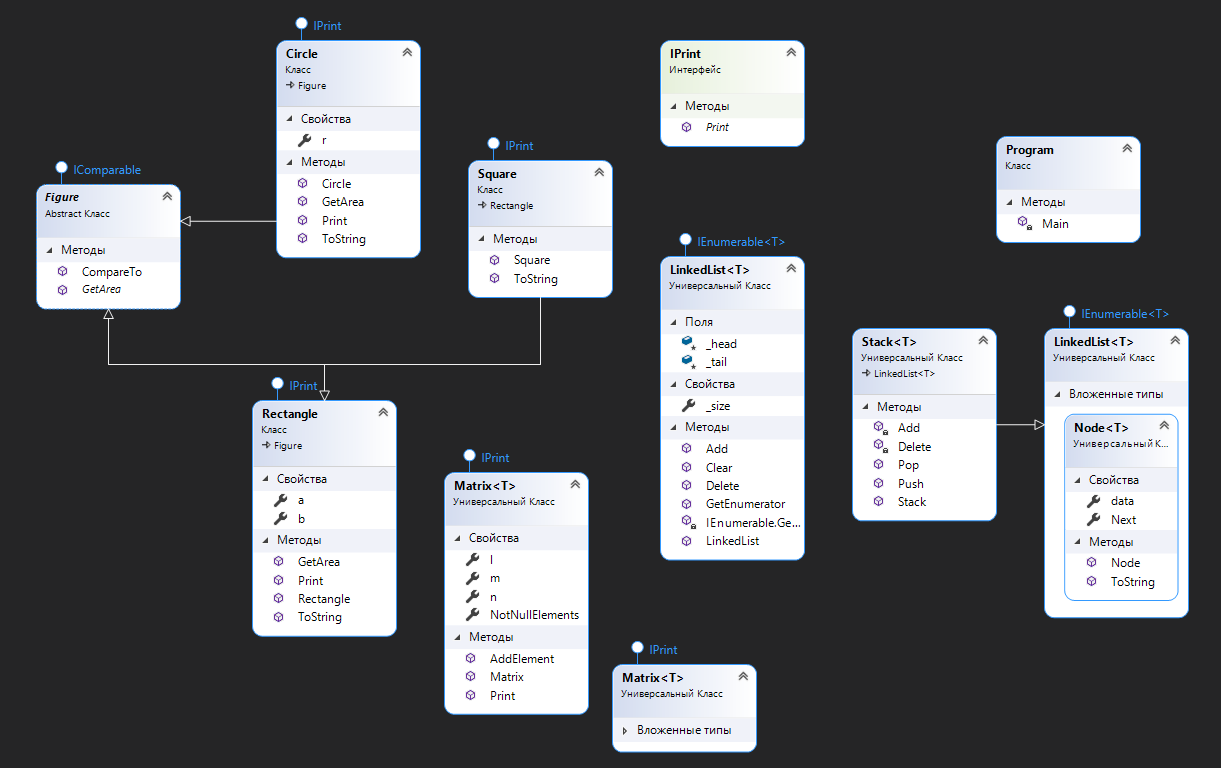 IPrint
Circle
Класс
Figure
Свойства
r
Методы
Circle
GetArea
Print
ToString
IPrint
Интерфейс
Методы
Print
IComparable
Figure
Abstract Класс
Методы
CompareTo
GetArea
IPrint
Square
Класс
Rectangle
Методы
Square
ToString
Program
Класс
Методы
Main
IEnumerable<T>
LinkedList<T>
Универсальный Класс
Поля
_head
_tail
Свойства
_size
Методы
Add
Clear
Delete
GetEnumerator
IEnumerable.Ge...
LinkedList
Stack<T>
Универсальный Класс
LinkedList<T>
Методы
Add
Delete
Pop
Push
Stack
IEnumerable<T>
LinkedList<T>
Универсальный Класс
Вложенные типы
Node<T>
Универсальный К...
Свойства
data
Next
Методы
Node
ToString
IPrint
Rectangle
Класс
Figure
Свойства
a
b
Методы
GetArea
Print
Rectangle
ToString
IPrint
Matrix<T>
Универсальный Класс
Свойства
l
m
n
NotNullElements
Методы
AddElement
Matrix
Print
IPrint
Matrix<T>
Универсальный Класс
Вложенные типы